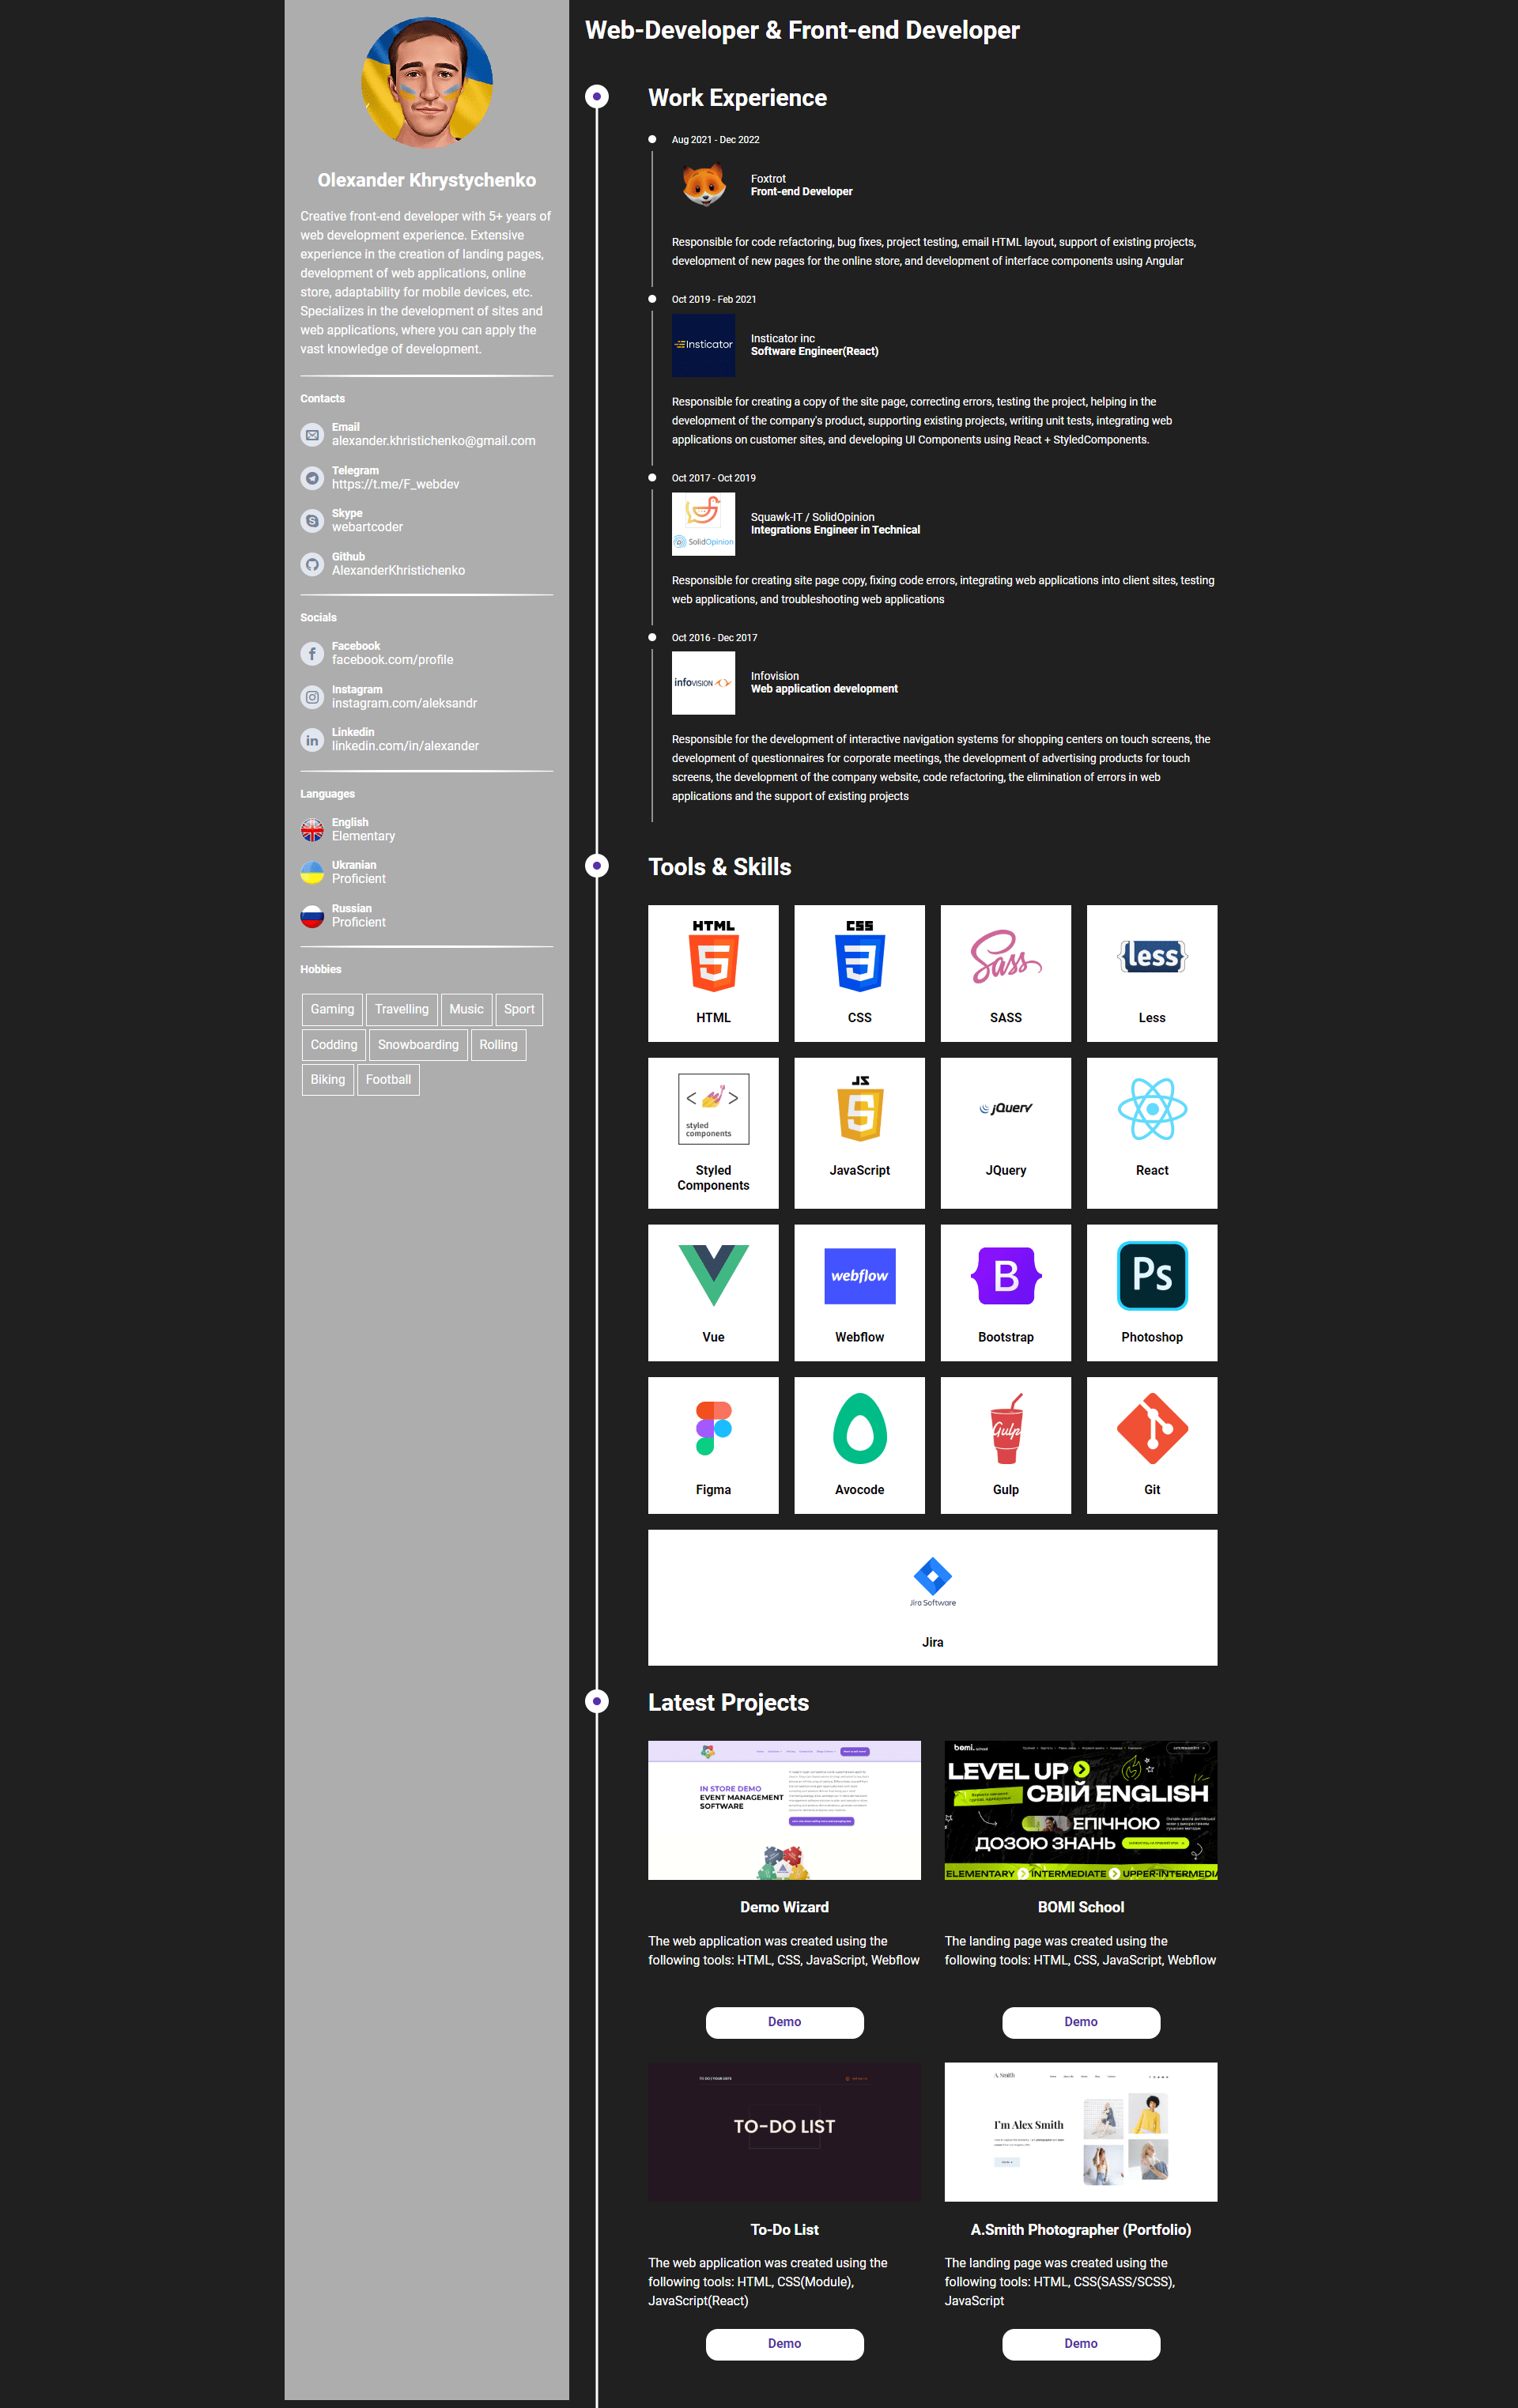 Olexander Khrystychenko
Creative front-end developer with 5+ years of
web development experience. Extensive
experience in the creation of landing pages,
development of web applications, online
store, adaptability for mobile devices, etc.
Specializes in the development of sites and
web applications, where you can apply the
vast knowledge of development.
Contacts
Email
alexander.khristichenko@gmail.com
Telegram
https://t.me/F_webdev
Skype
webartcoder
Github
AlexanderKhristichenko
Socials
Facebook
facebook.com/profile
Instagram
instagram.com/aleksandr
Linkedin
linkedin.com/in/alexander
Languages
English
Elementary
Ukranian
Proficient
Russian
Proficient
Hobbies
Gaming Travelling Music Sport
Codding Snowboarding Rolling
Biking Football
Web-Developer & Front-end Developer
Work Experience
Aug 2021 - Dec 2022
Foxtrot
Front-end Developer
Responsible for code refactoring, bug fixes, project testing, email HTML layout, support of existing projects,
development of new pages for the online store, and development of interface components using Angular
Oct 2019 - Feb 2021
Insticator
Insticator inc
Software Engineer(React)
Responsible for creating a copy of the site page, correcting errors, testing the project, helping in the
development of the company's product, supporting existing projects, writing unit tests, integrating web
applications on customer sites, and developing UI Components using React + StyledComponents.
Oct 2017 - Oct 2019
SolidOpinion
Squawk-IT / SolidOpinion
Integrations Engineer in Technical
Responsible for creating site page copy, fixing code errors, integrating web applications into client sites, testing
web applications, and troubleshooting web applications
Oct 2016 - Dec 2017
infoVISION
Infovision
Web application development
Responsible for the development of interactive navigation systems for shopping centers on touch screens, the
development of questionnaires for corporate meetings, the development of advertising products for touch
screens, the development of the company website, code refactoring, the elimination of errors in web
applications and the support of existing projects
Tools & Skills
HTML
HTML
CSS
CSS
Sass
SASS
{less}
Less
< >
styled
components
Styled
Components
JS
JavaScript
jQuery
JQuery
React
Vue
webflow
Webflow
B
Bootstrap
Ps
Photoshop
Figma
Avocode
Gulp
Gulp
Git
Jira Software
Jira
Latest Projects
IN STORE DEMO
EVENT MANAGEMENT
SOFTWARE
Demo Wizard
The web application was created using the
following tools: HTML, CSS, JavaScript, Webflow
Demo
bomi. school
LEVEL UP
СВІЙ ENGLISH
ЕПІЧНОЮ
ДОЗОЮ ЗНАНЬ
ELEMENTARY INTERMEDIATE UPPER-INTERMEDIA
BOMI School
The landing page was created using the
following tools: HTML, CSS, JavaScript, Webflow
Demo
TO-DO LIST
To-Do List
The web application was created using the
following tools: HTML, CSS(Module),
JavaScript(React)
Demo
A. Smith
I'm Alex Smith
A.Smith Photographer (Portfolio)
The landing page was created using the
following tools: HTML, CSS(SASS/SCSS),
JavaScript
Demo